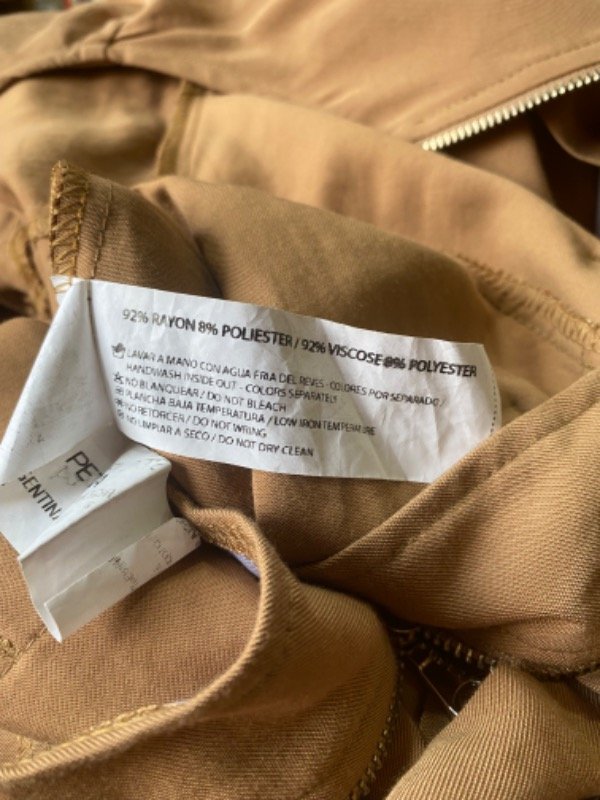 92% RAYON 8% POLIESTER / 92% VISCOSE 8% POLYESTER
LAVAR A MANO CON AGUA FRIA DEL REVES - COLORES POR SEPARADO /
HANDWASH INSIDE OUT - COLORS SEPARATELY
NO BLANQUEAR / DO NOT BLEACH
PLANCHA BAJA TEMPERATURA / LOW IRON TEMPERATURE
NO RETORCER / DO NOT WRING
NO LIMPIAR A SECO / DO NOT DRY CLEAN
PE
GENTIN